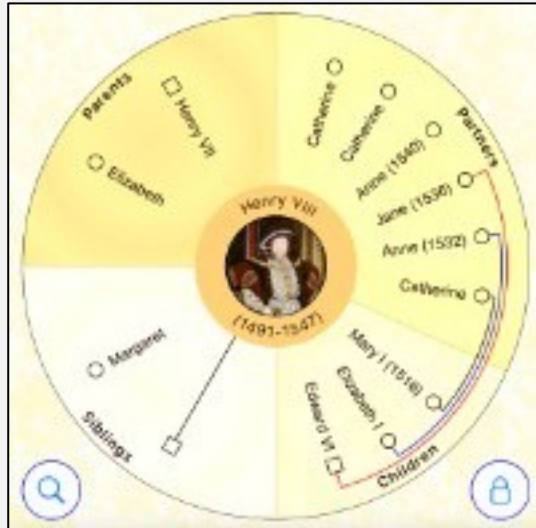 Parents
Henry VII
Elizabeth
Partners
Catherine
Catherine
Anne (1540)
Jane (1536)
Anne (1532)
Catherine
Henry VIII
(1491-1547)
Siblings
Margaret
Children
Mary I (1516)
Elizabeth I
Edward VI